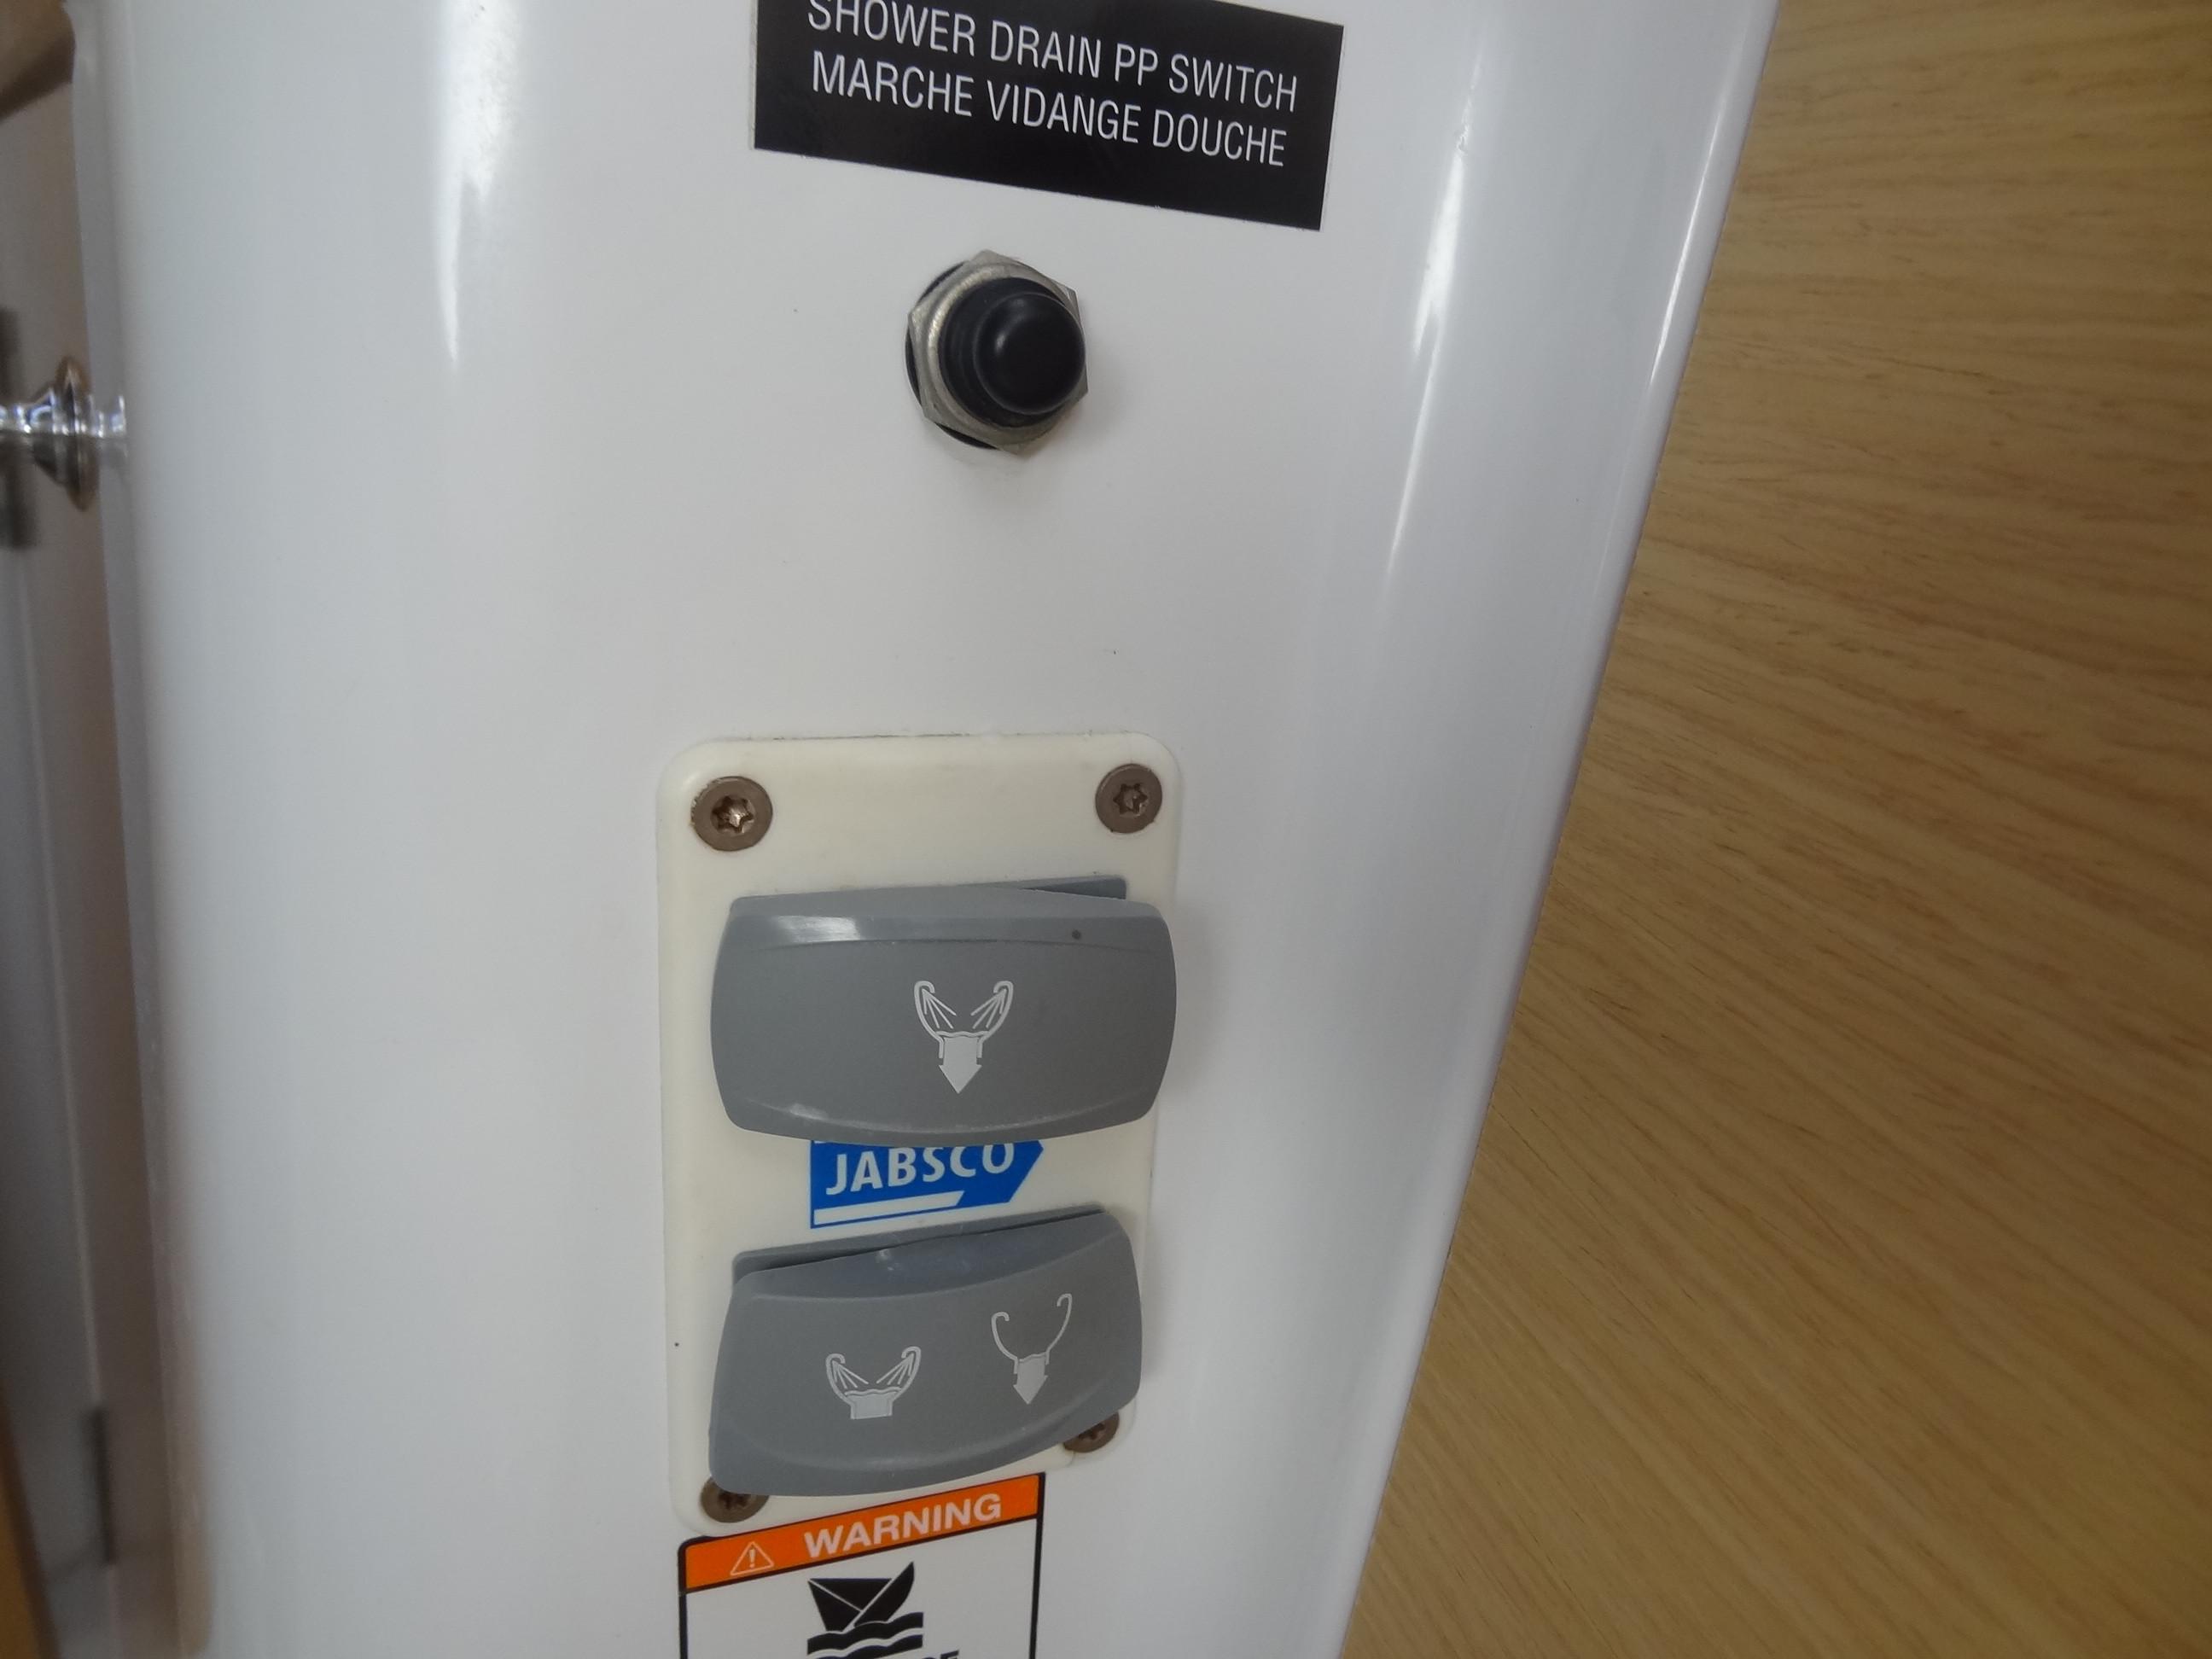 SHOWER DRAIN PP SWITCH
MARCHE VIDANGE DOUCHE
JABSCO
WARNING